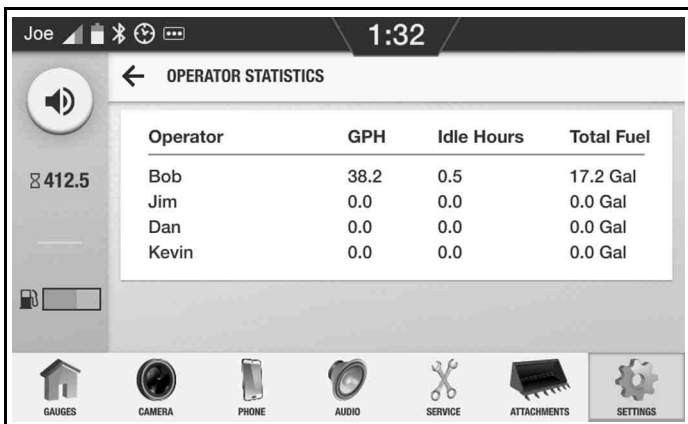 Joe 1:32
OPERATOR STATISTICS
Operator GPH Idle Hours Total Fuel
Bob 38.2 0.5 17.2 Gal
Jim 0.0 0.0 0.0 Gal
Dan 0.0 0.0 0.0 Gal
Kevin 0.0 0.0 0.0 Gal
412.5
GAUGES CAMERA PHONE AUDIO SERVICE ATTACHMENTS SETTINGS